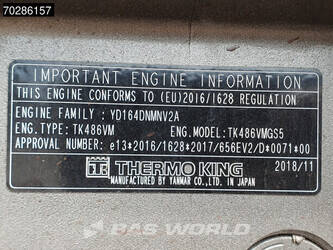 70286157
IMPORTANT ENGINE INFORMATION
THIS ENGINE CONFORMS TO (EU)2016/1628 REGULATION
ENGINE FAMILY : YD164DNMNV2A
ENG.TYPE: TK486VM ENG.MODEL:TK486VMGS5
APPROVAL NUMBER: e13*2016/1628*2017/656EV2/D*0071*00
THERMO KING 2018/11
MANUFACTURED BY YANMAR CO., LTD. IN JAPAN
PAS WORLD